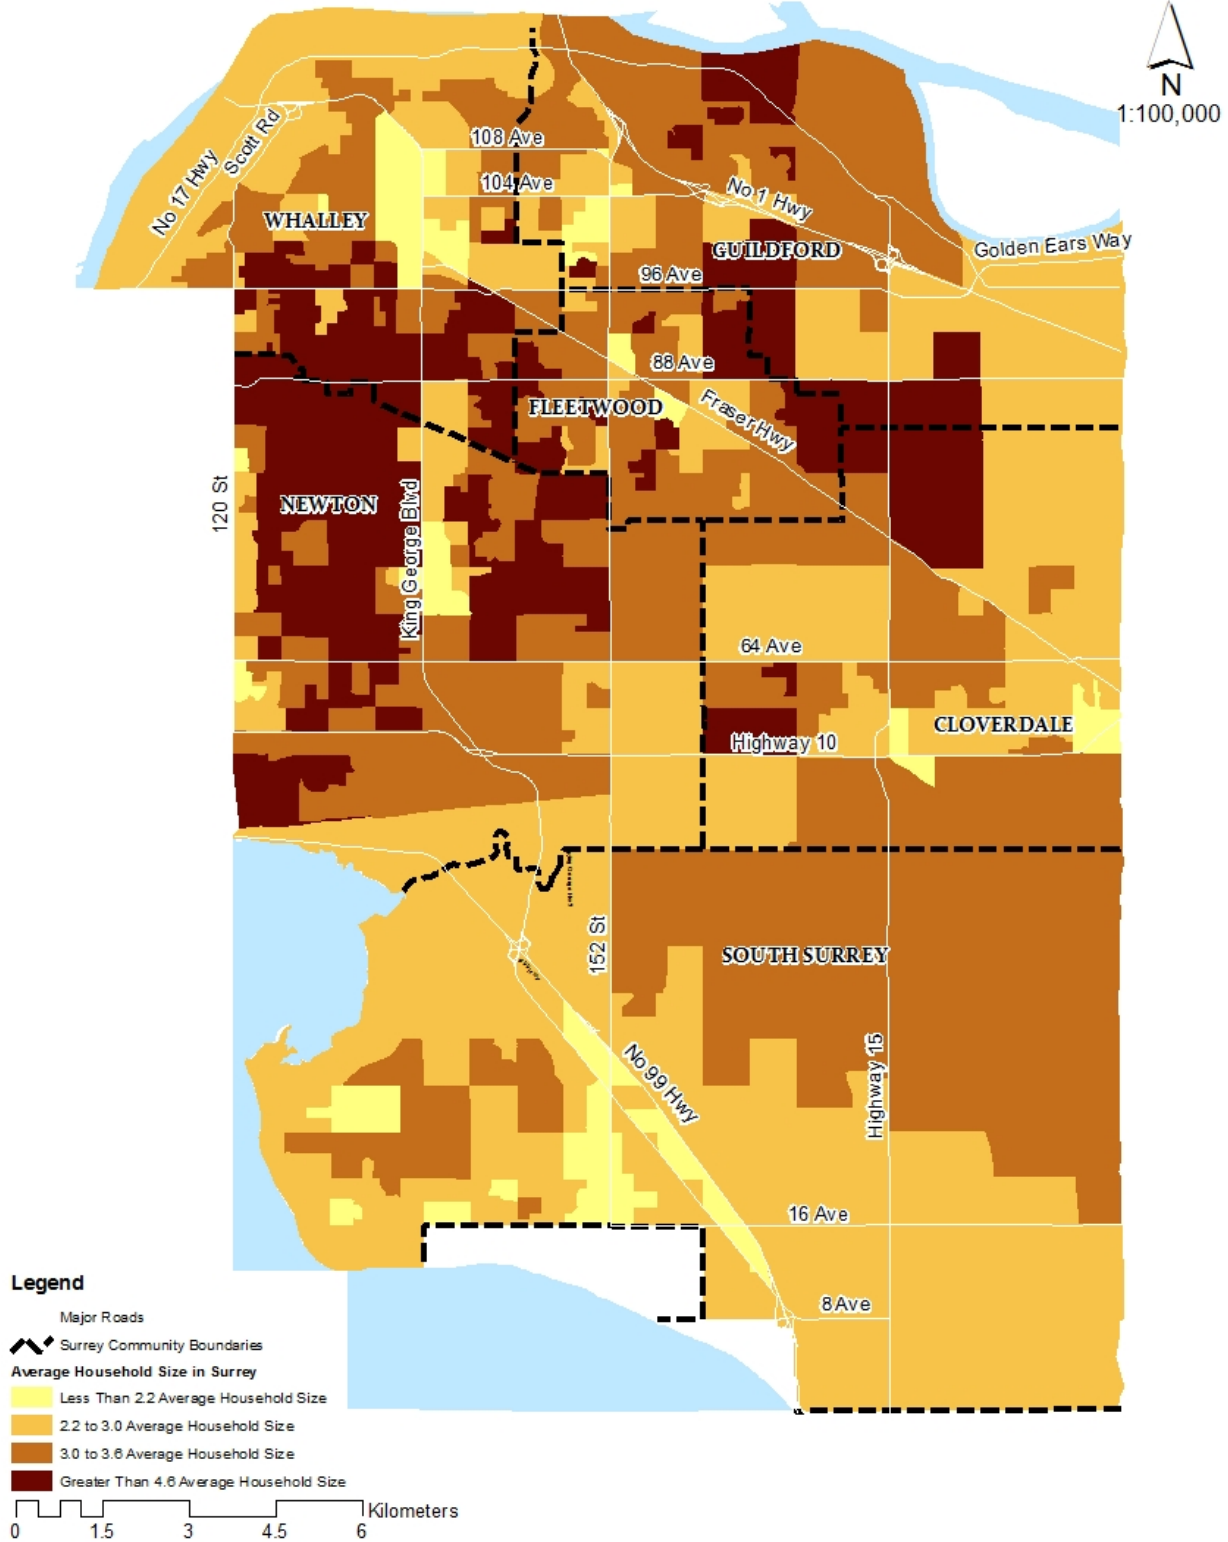 N
1:100,000
108 Ave
Scott Rd
No 17 Hwy
104 Ave
No 1 Hwy
WHALLEY
GUILDFORD
Golden Ears Way
96 Ave
88 Ave
FLEETWOOD
Fraser Hwy
120 St
NEWTON
King George Blvd
64 Ave
CLOVERDALE
Highway 10
152 St
SOUTH SURREY
No 99 Hwy
Highway 15
16 Ave
8 Ave
Legend
Major Roads
Surrey Community Boundaries
Average Household Size in Surrey
Less Than 2.2 Average Household Size
2.2 to 3.0 Average Household Size
3.0 to 3.6 Average Household Size
Greater Than 4.6 Average Household Size
Kilometers
0 1.5 3 4.5 6